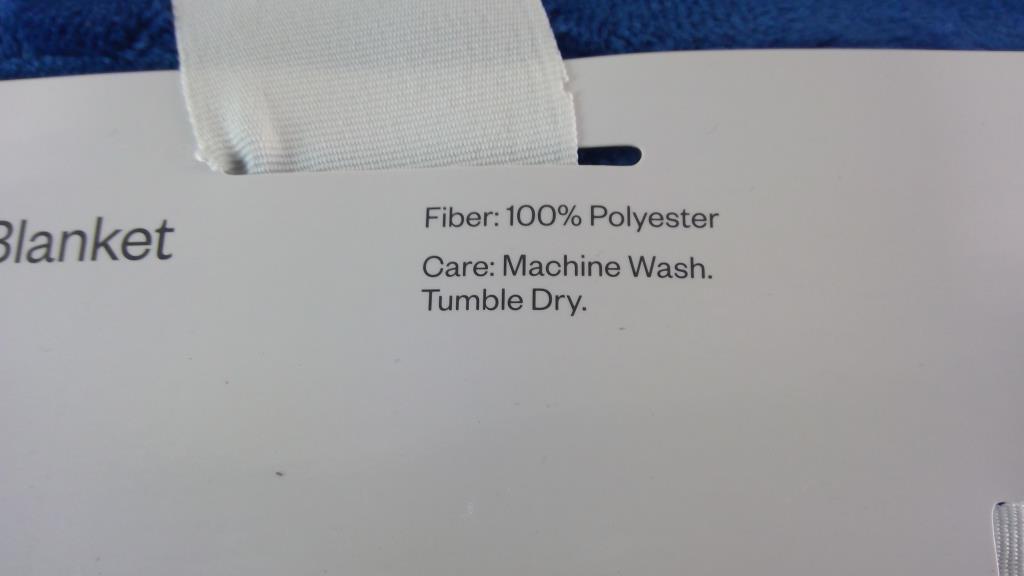 Blanket
Fiber: 100% Polyester
Care: Machine Wash.
Tumble Dry.